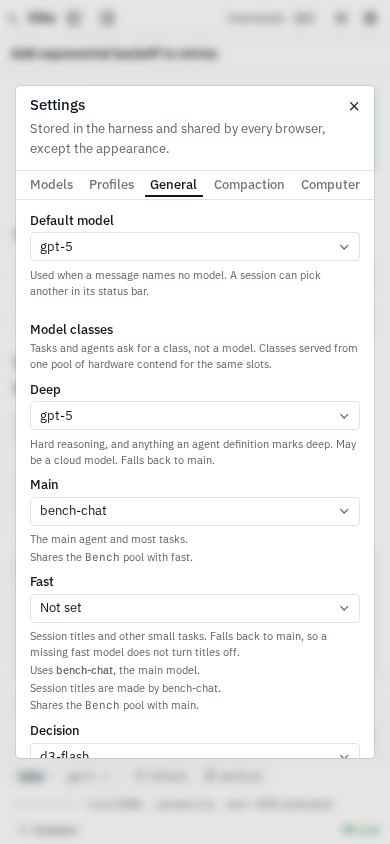 Add exponential backoff to retries
Settings
Stored in the harness and shared by every browser,
except the appearance.
Models Profiles General Compaction Computer
Default model
gpt-5
Used when a message names no model. A session can pick
another in its status bar.
Model classes
Tasks and agents ask for a class, not a model. Classes served from
one pool of hardware contend for the same slots.
Deep
gpt-5
Hard reasoning, and anything an agent definition marks deep. May
be a cloud model. Falls back to main.
Main
bench-chat
The main agent and most tasks.
Shares the Bench pool with fast.
Fast
Not set
Session titles and other small tasks. Falls back to main, so a
missing fast model does not turn titles off.
Uses bench-chat, the main model.
Session titles are made by bench-chat.
Shares the Bench pool with main.
Decision
d3-flash